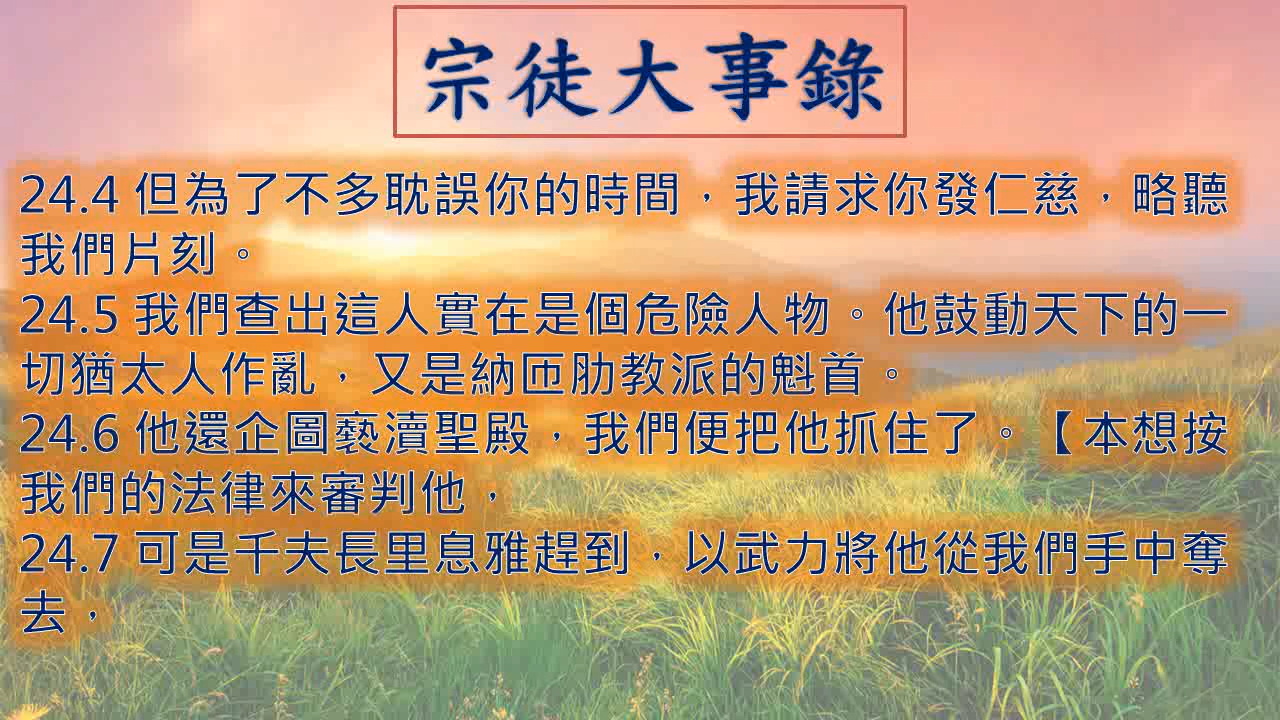 宗徒大事錄
24.4 但為了不多耽誤你的時間，我請求你發仁慈，略聽
我們片刻。
24.5 我們查出這人實在是個危險人物。他鼓動天下的一
切猶太人作亂，又是納匝肋教派的魁首。
24.6 他還企圖褻瀆聖殿，我們便把他抓住了。【本想按
我們的法律來審判他，
24.7 可是千夫長里息雅趕到，以武力將他從我們手中奪
去，